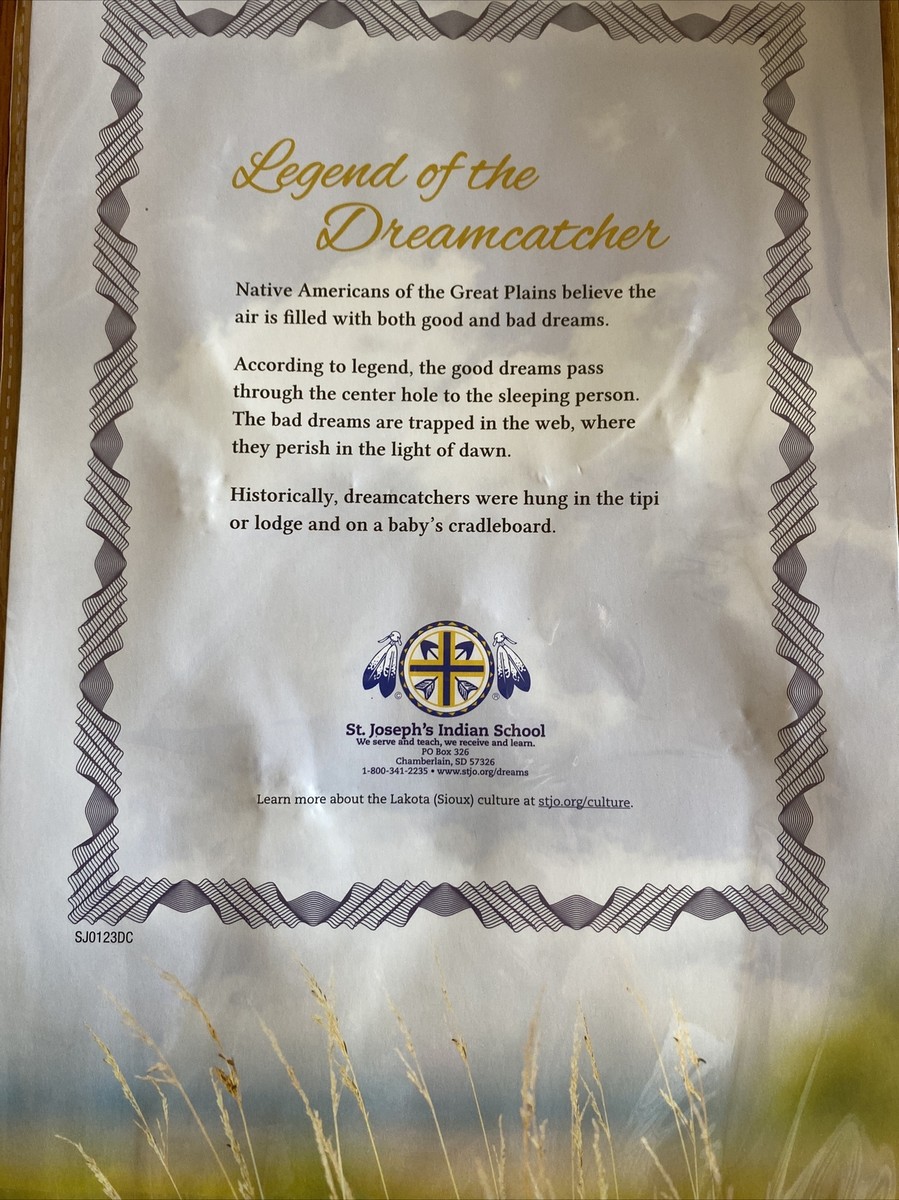 Legend of the
Dreamcatcher
Native Americans of the Great Plains believe the
air is filled with both good and bad dreams.
According to legend, the good dreams pass
through the center hole to the sleeping person.
The bad dreams are trapped in the web, where
they perish in the light of dawn.
Historically, dreamcatchers were hung in the tipi
or lodge and on a baby's cradleboard.
© ®
St. Joseph's Indian School
We serve and teach, we receive and learn.
PO Box 326
Chamberlain, SD 57326
1-800-341-2235 • www.stjo.org/dreams
Learn more about the Lakota (Sioux) culture at stjo.org/culture.
SJ0123DC